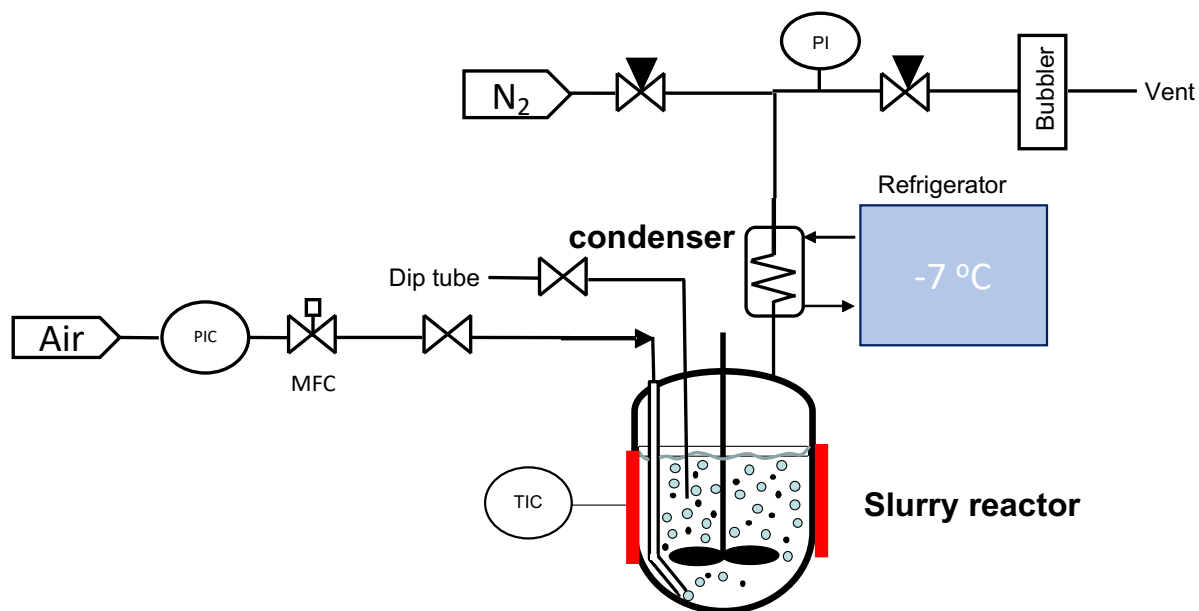 PI
N₂
Bubbler
Vent
Refrigerator
condenser
-7 ºC
Dip tube
Air
PIC
MFC
TIC
Slurry reactor